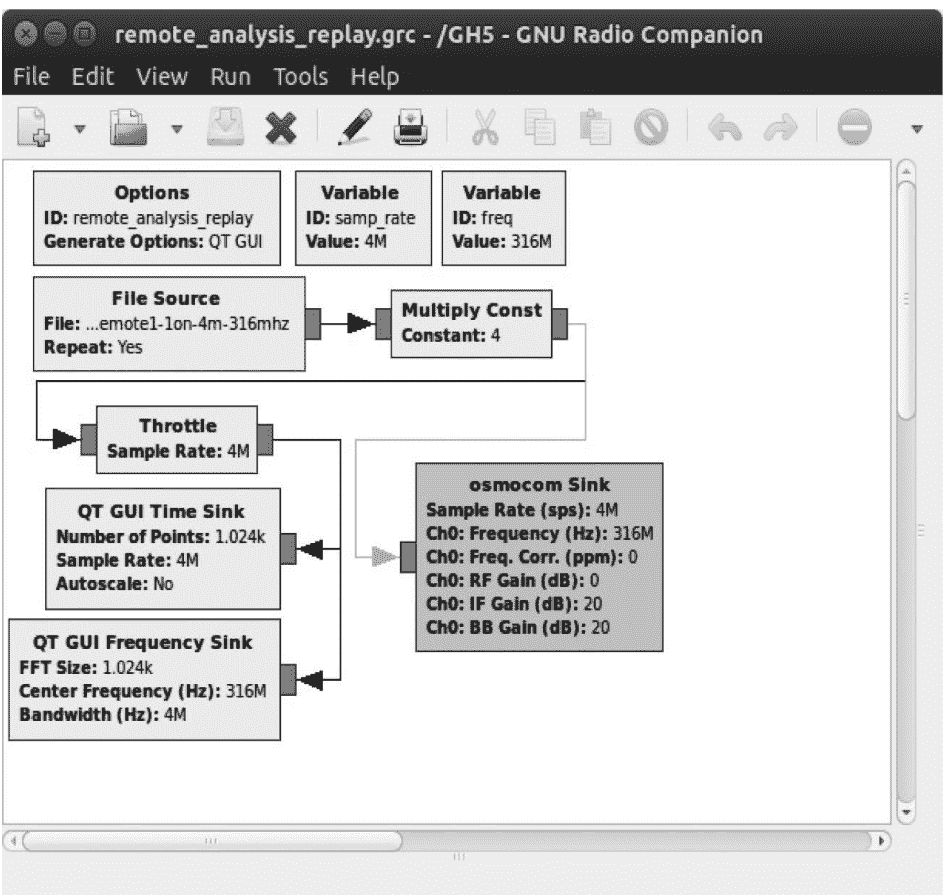 remote_analysis_replay.grc - /GH5 - GNU Radio Companion
File Edit View Run Tools Help
Options
ID: remote_analysis_replay
Generate Options: QT GUI
Variable
ID: samp_rate
Value: 4M
Variable
ID: freq
Value: 316M
File Source
File: ...emote1-1on-4m-316mhz
Repeat: Yes
Multiply Const
Constant: 4
Throttle
Sample Rate: 4M
QT GUI Time Sink
Number of Points: 1.024k
Sample Rate: 4M
Autoscale: No
osmocom Sink
Sample Rate (sps): 4M
Ch0: Frequency (Hz): 316M
Ch0: Freq. Corr. (ppm): 0
Ch0: RF Gain (dB): 0
Ch0: IF Gain (dB): 20
Ch0: BB Gain (dB): 20
QT GUI Frequency Sink
FFT Size: 1.024k
Center Frequency (Hz): 316M
Bandwidth (Hz): 4M